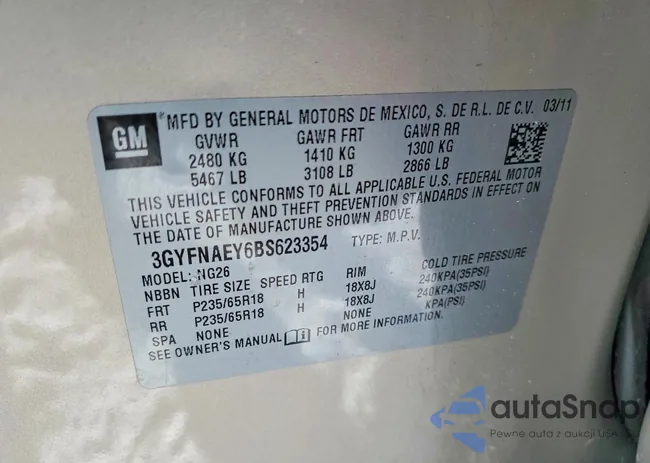 GM
*MFD BY GENERAL MOTORS DE MEXICO, S. DE R.L. DE C.V. 03/11
GVWR GAWR FRT GAWR RR
2480 KG 1410 KG 1300 KG
5467 LB 3108 LB 2866 LB
THIS VEHICLE CONFORMS TO ALL APPLICABLE U.S. FEDERAL MOTOR
VEHICLE SAFETY AND THEFT PREVENTION STANDARDS IN EFFECT ON
THE DATE OF MANUFACTURE SHOWN ABOVE.
3GYFNAEY6BS623354 TYPE: M.P.V.
MODEL: NG26
NBBN TIRE SIZE SPEED RTG RIM COLD TIRE PRESSURE
FRT P235/65R18 H 18X8J 240KPA(35PSI)
RR P235/65R18 H 18X8J 240KPA(35PSI)
SPA NONE NONE KPA(PSI)
SEE OWNER'S MANUAL FOR MORE INFORMATION.
autaSnap
Pewne auta z aukcji USA